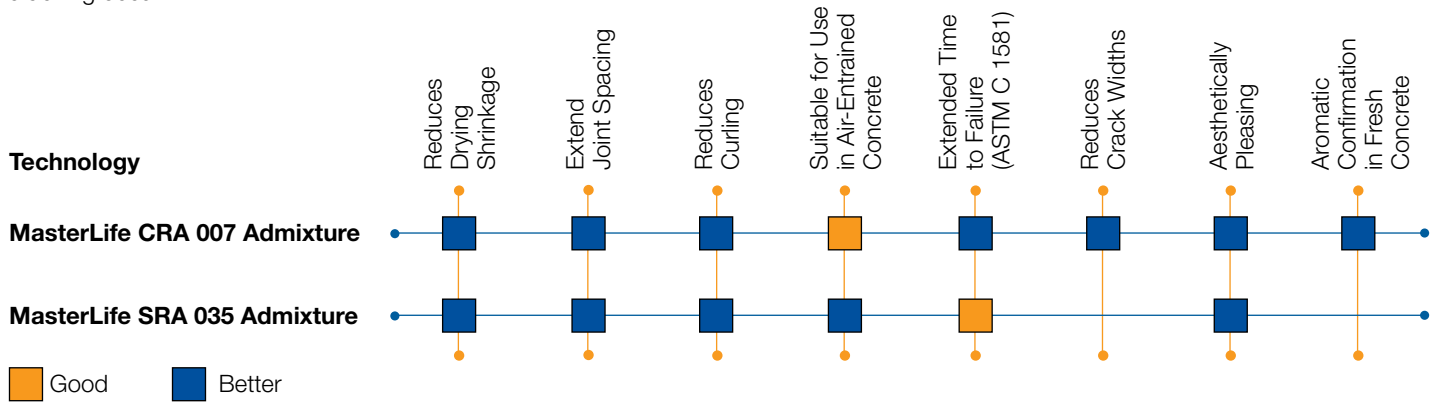 Reduces
Drying
Shrinkage
Extend
Joint Spacing
Reduces
Curling
Suitable for Use
in Air-Entrained
Concrete
Extended Time
to Failure
(ASTM C 1581)
Reduces
Crack Widths
Aesthetically
Pleasing
Aromatic
Confirmation
in Fresh
Concrete
Technology
MasterLife CRA 007 Admixture
MasterLife SRA 035 Admixture
Good
Better